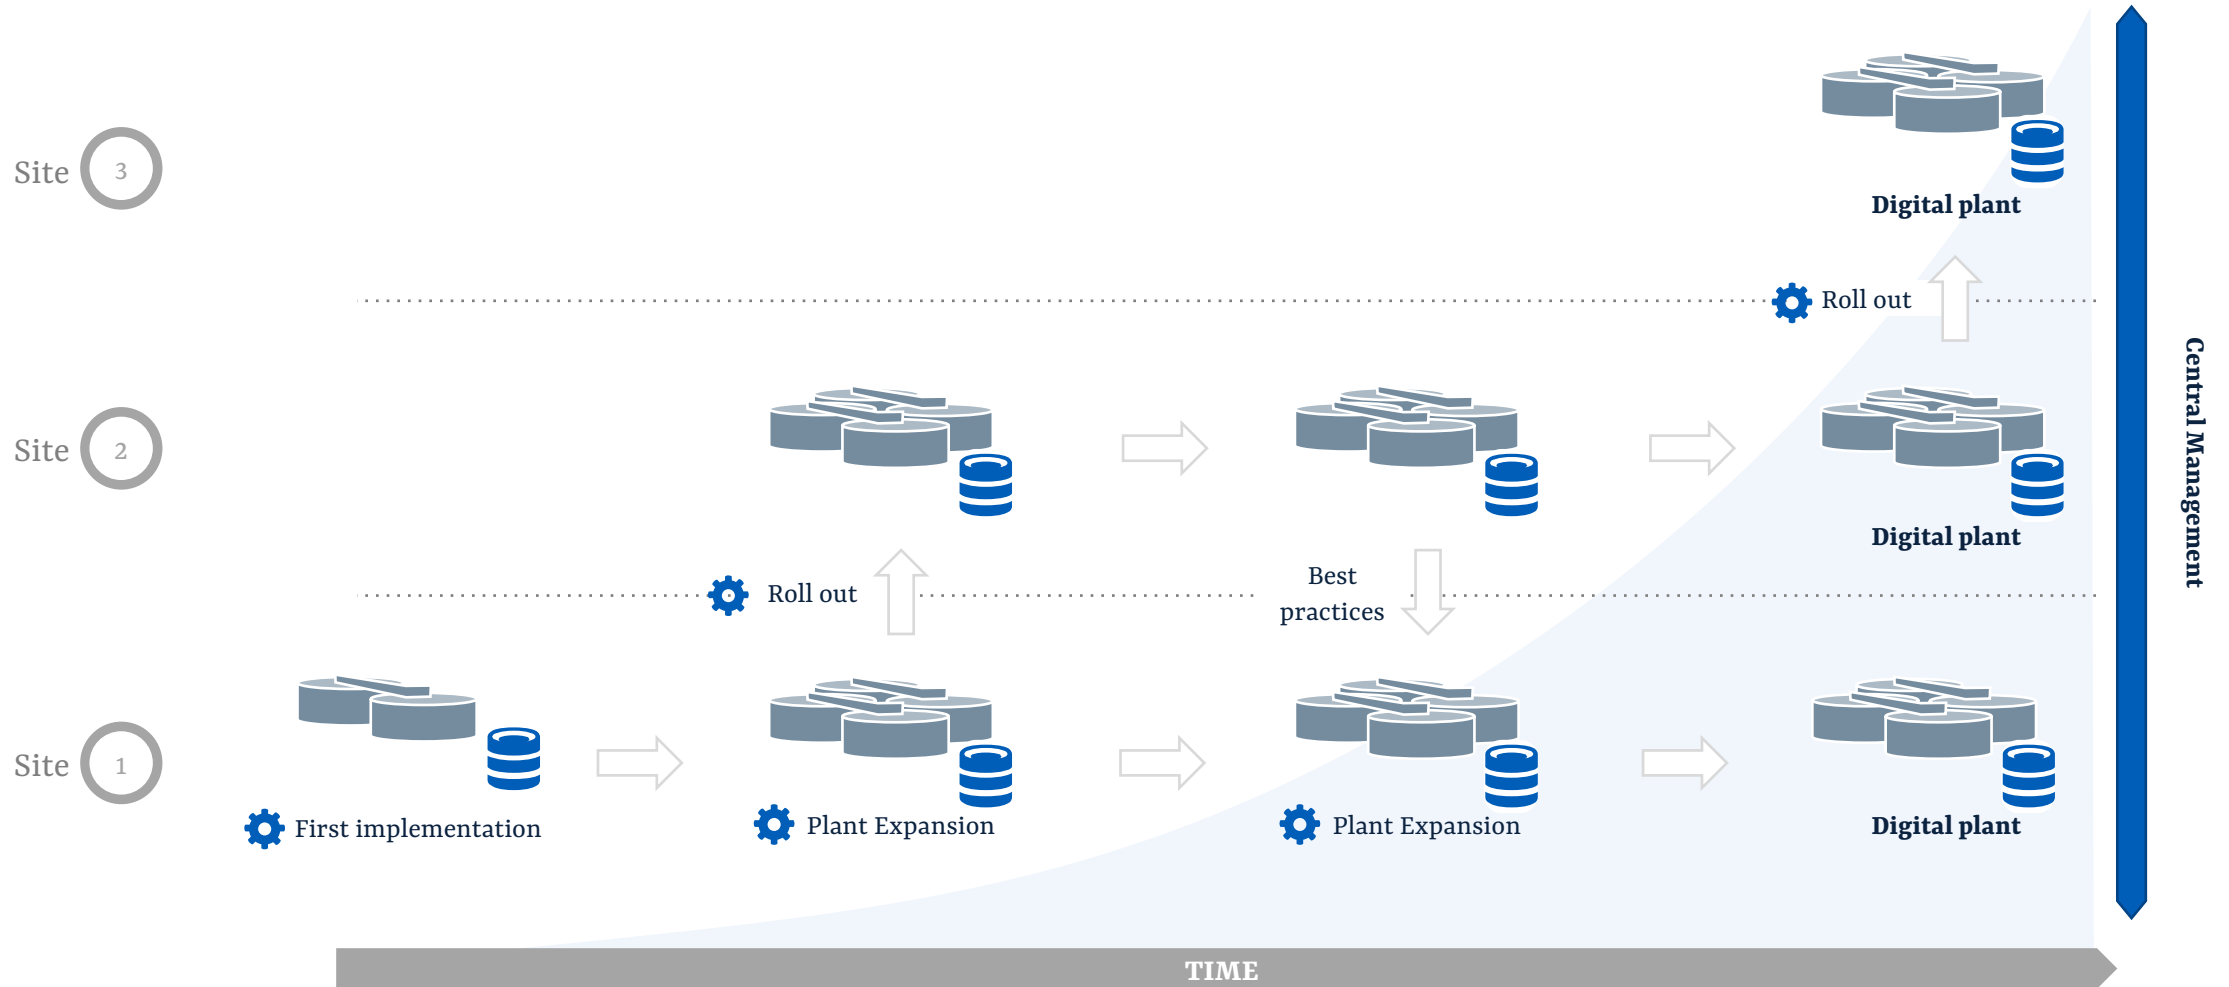 Site 3
Digital plant
Roll out
Site 2
Digital plant
Roll out
Best
practices
Site 1
First implementation
Plant Expansion
Plant Expansion
Digital plant
TIME
Central Management